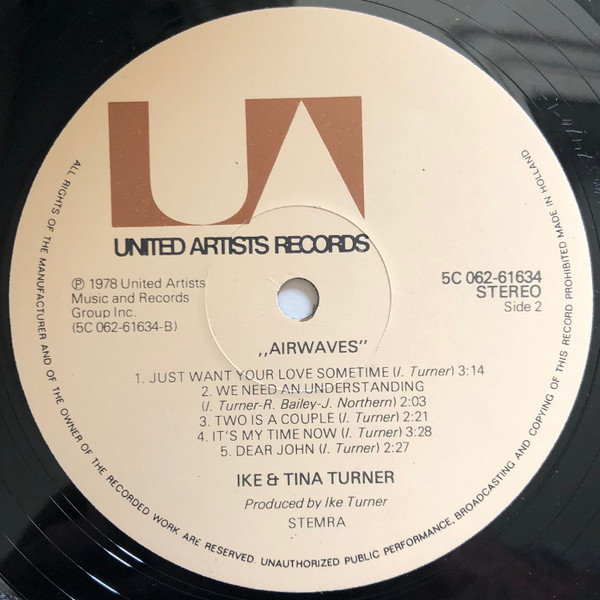 UA
UNITED ARTISTS RECORDS
℗ 1978 United Artists
Music and Records
Group Inc.
(5C 062-61634-B)
5C 062-61634
STEREO
Side 2
,,AIRWAVES"
1. JUST WANT YOUR LOVE SOMETIME (I. Turner) 3:14
2. WE NEED AN UNDERSTANDING
(I. Turner-R. Bailey-J. Northern) 2:03
3. TWO IS A COUPLE (I. Turner) 2:21
4. IT'S MY TIME NOW (I. Turner) 3:28
5. DEAR JOHN (I. Turner) 2:27
IKE & TINA TURNER
Produced by Ike Turner
STEMRA
ALL RIGHTS OF THE MANUFACTURER AND OF THE OWNER OF THE RECORDED WORK ARE RESERVED. UNAUTHORIZED PUBLIC PERFORMANCE, BROADCASTING AND COPYING OF THIS RECORD PROHIBITED MADE IN HOLLAND